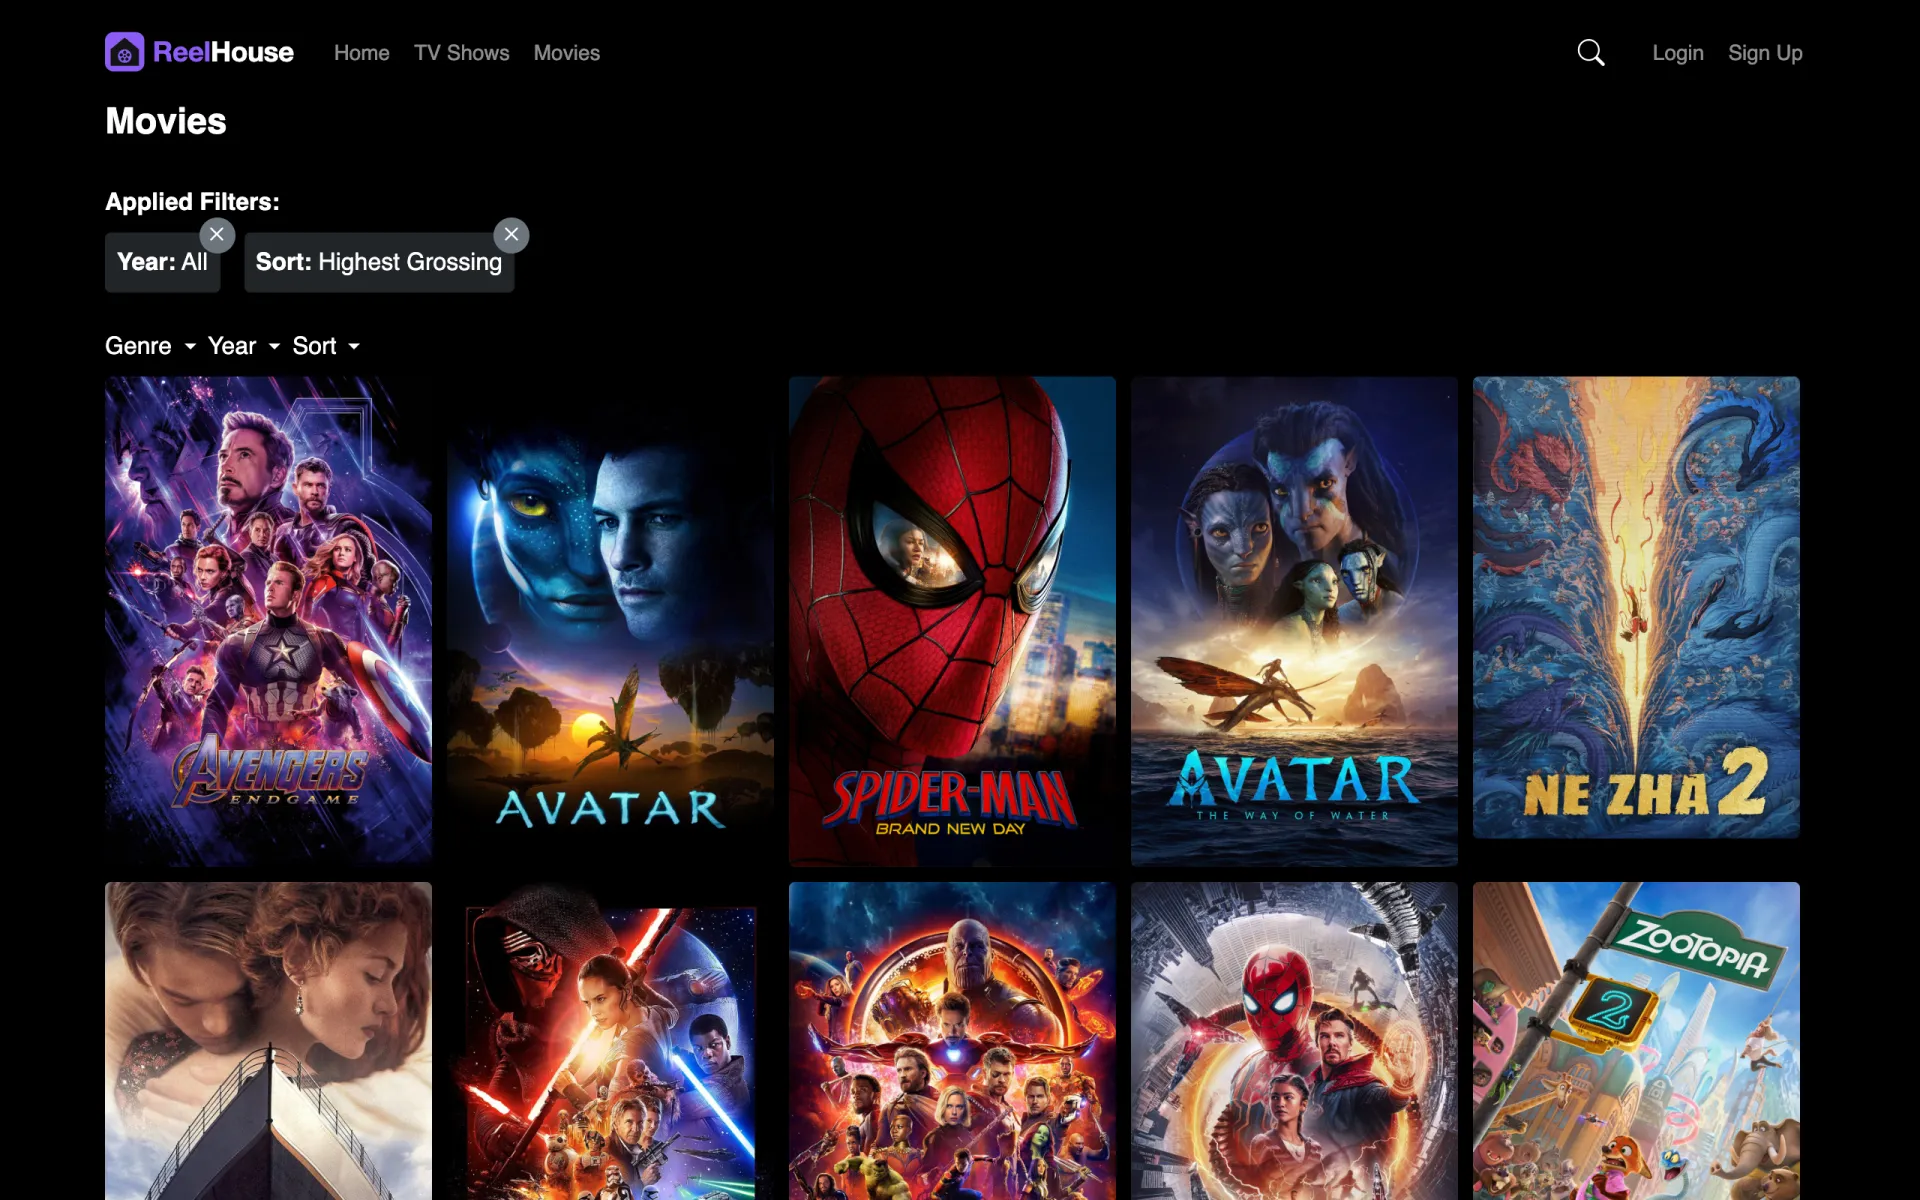 ReelHouse Home TV Shows Movies Login Sign Up
Movies
Applied Filters:
Year: All Sort: Highest Grossing
Genre Year Sort
AVENGERS
ENDGAME
AVATAR
SPIDER-MAN
BRAND NEW DAY
AVATAR
THE WAY OF WATER
NE ZHA 2
ZOOTOPIA
2